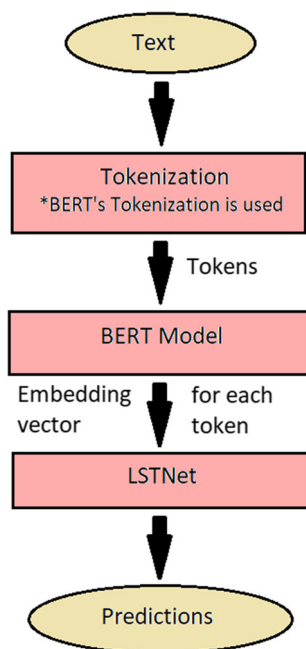 Text
Tokenization
*BERT's Tokenization is used
Tokens
BERT Model
Embedding vector
for each token
LSTNet
Predictions